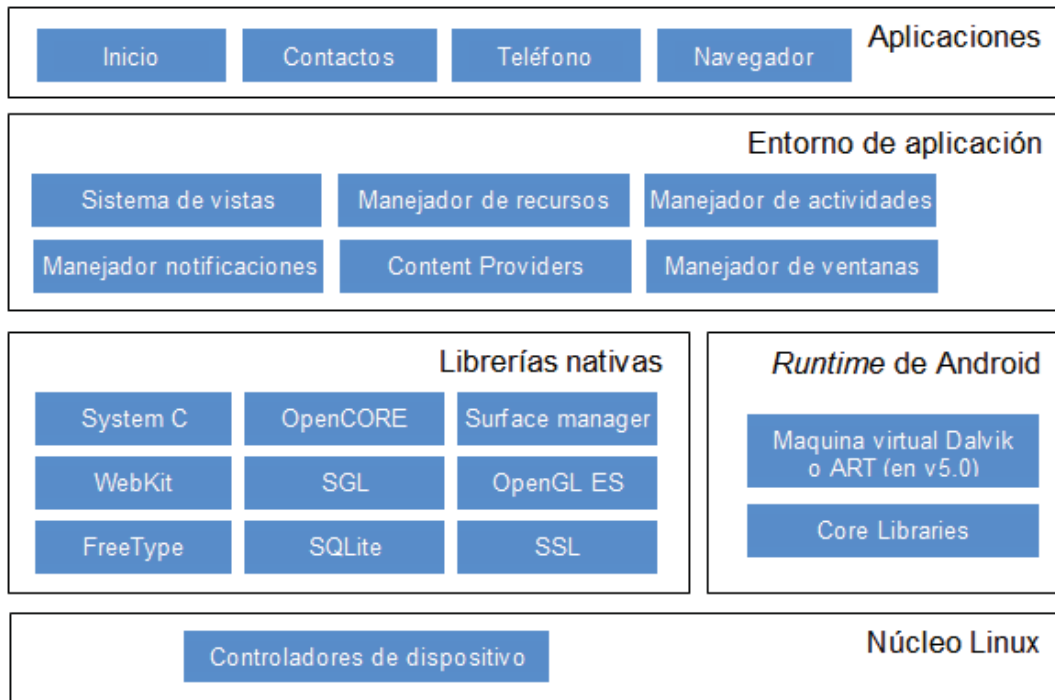 Aplicaciones
Inicio
Contactos
Teléfono
Navegador
Entorno de aplicación
Sistema de vistas
Manejador de recursos
Manejador de actividades
Manejador notificaciones
Content Providers
Manejador de ventanas
Librerías nativas
System C
OpenCORE
Surface manager
WebKit
SGL
OpenGL ES
FreeType
SQLite
SSL
Runtime de Android
Maquina virtual Dalvik
o ART (en v5.0)
Core Libraries
Núcleo Linux
Controladores de dispositivo